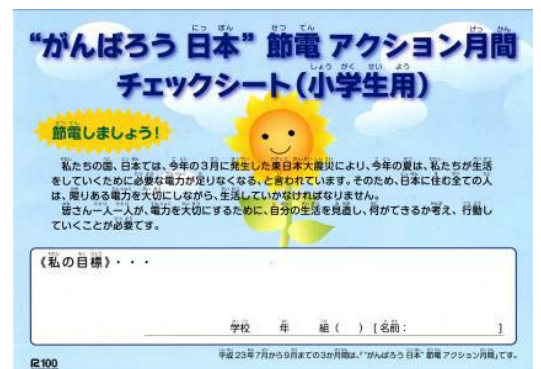 “がんばろう 日本” 節電 アクション月間
チェックシート(小学生用)
節電しましょう!
私たちの国、日本では、今年の3月に発生した東日本大震災により、今年の夏は、私たちが生活
をしていくために必要な電力が足りなくなる、と言われています。そのため、日本に住む全ての人
は、限りある電力を大切にしながら、生活していかなければなりません。
皆さん一人一人が、電力を大切にするために、自分の生活を見直し、何ができるか考え、行動し
ていくことが必要です。
《私の目標》・・・
学校 年 組( ) [名前: ]
平成23年7月から9月までの3か月間は、“がんばろう日本” 節電アクション月間」です。
R100